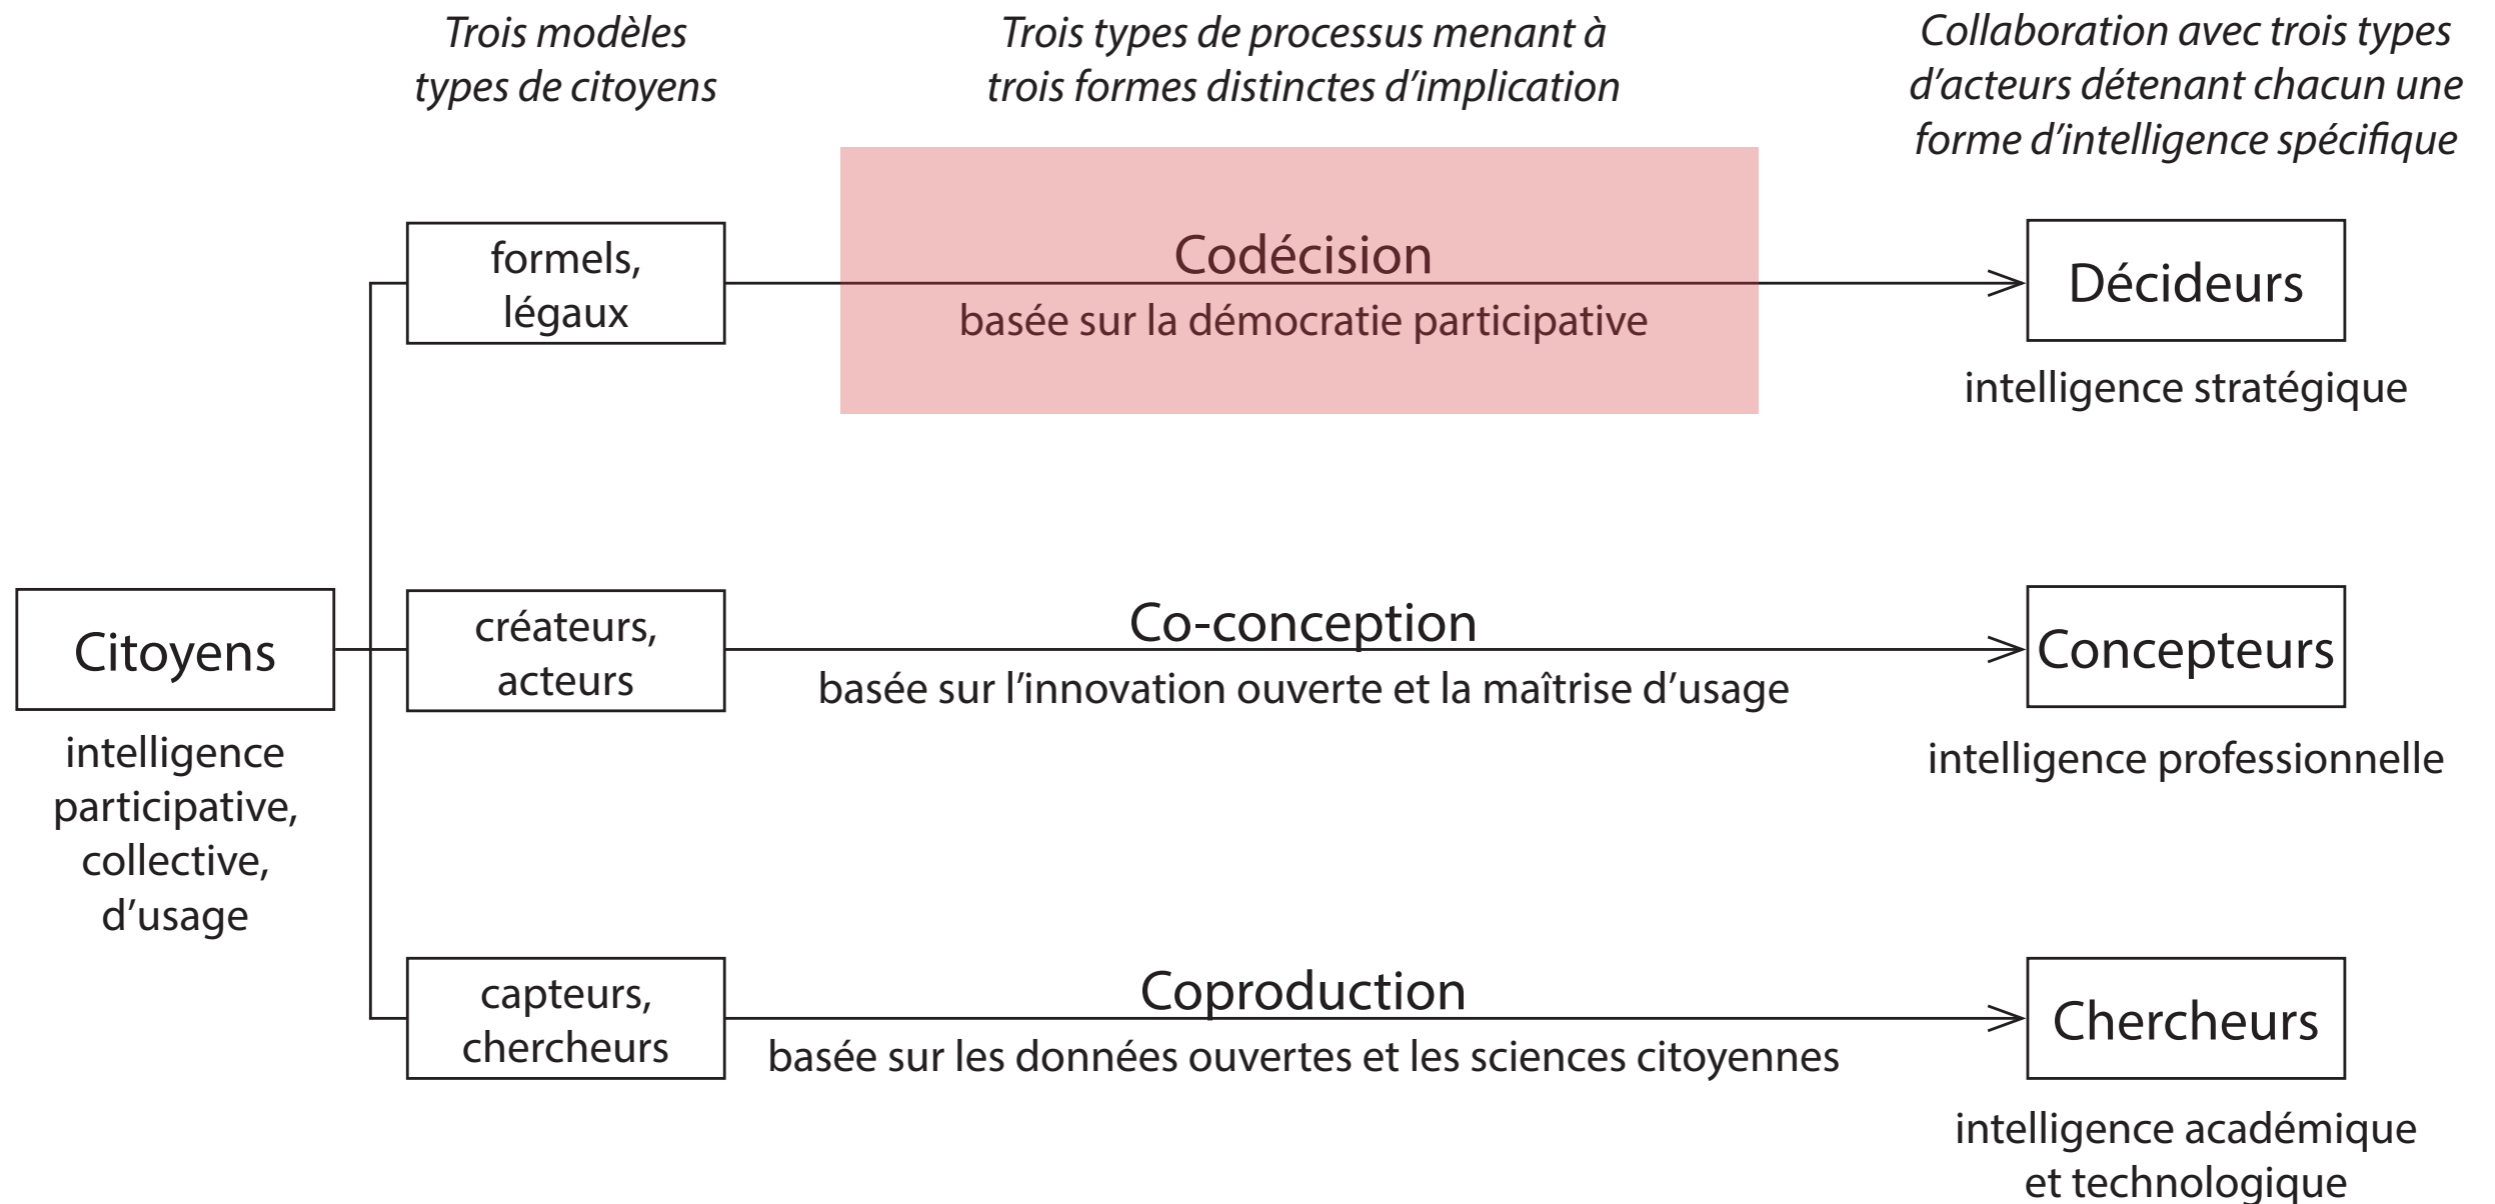 Trois modèles
types de citoyens
Trois types de processus menant à
trois formes distinctes d’implication
Collaboration avec trois types
d’acteurs détenant chacun une
forme d’intelligence spécifique
formels,
légaux
Codécision
basée sur la démocratie participative
Décideurs
intelligence stratégique
Citoyens
intelligence
participative,
collective,
d’usage
créateurs,
acteurs
Co-conception
basée sur l’innovation ouverte et la maîtrise d’usage
Concepteurs
intelligence professionnelle
capteurs,
chercheurs
Coproduction
basée sur les données ouvertes et les sciences citoyennes
Chercheurs
intelligence académique
et technologique